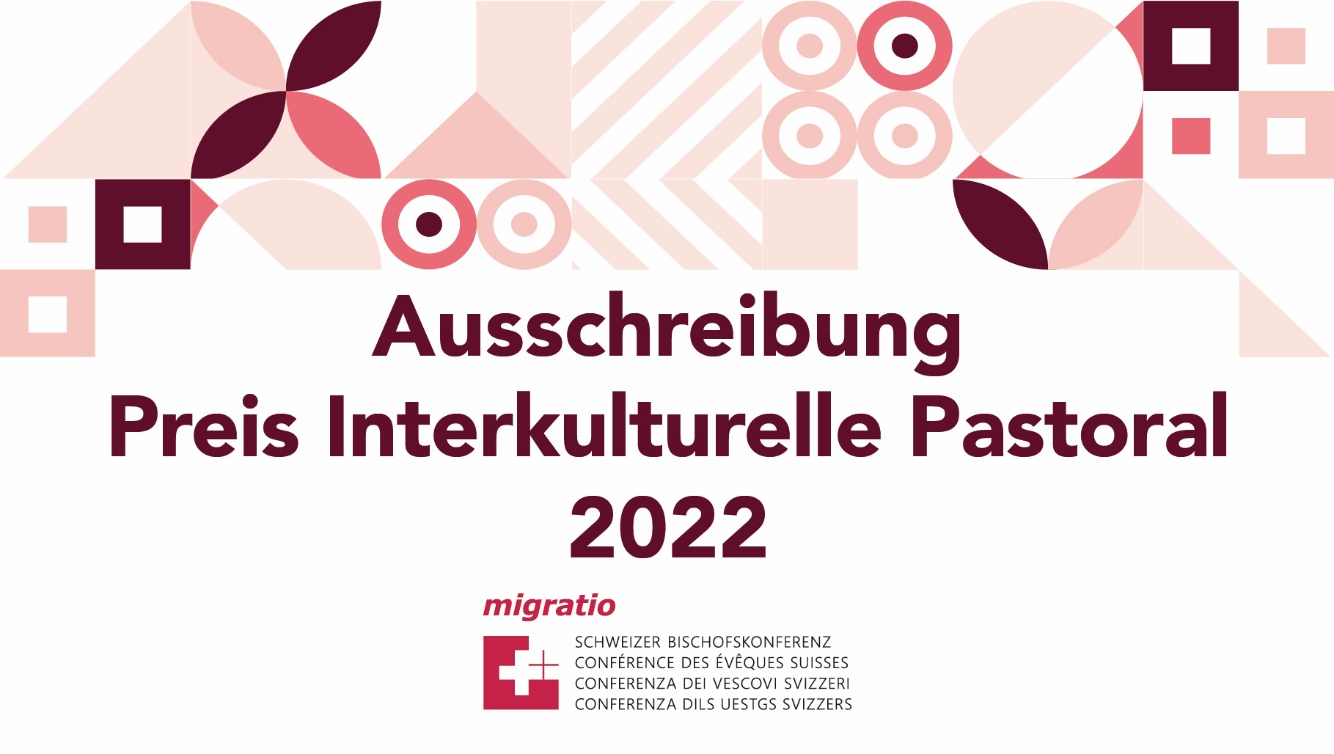 Ausschreibung
Preis Interkulturelle Pastoral
2022
migratio
SCHWEIZER BISCHOFSKONFERENZ
CONFÉRENCE DES ÉVÊQUES SUISSES
CONFERENZA DEI VESCOVI SVIZZERI
CONFERENZA DILS UESTGS SVIZZERS